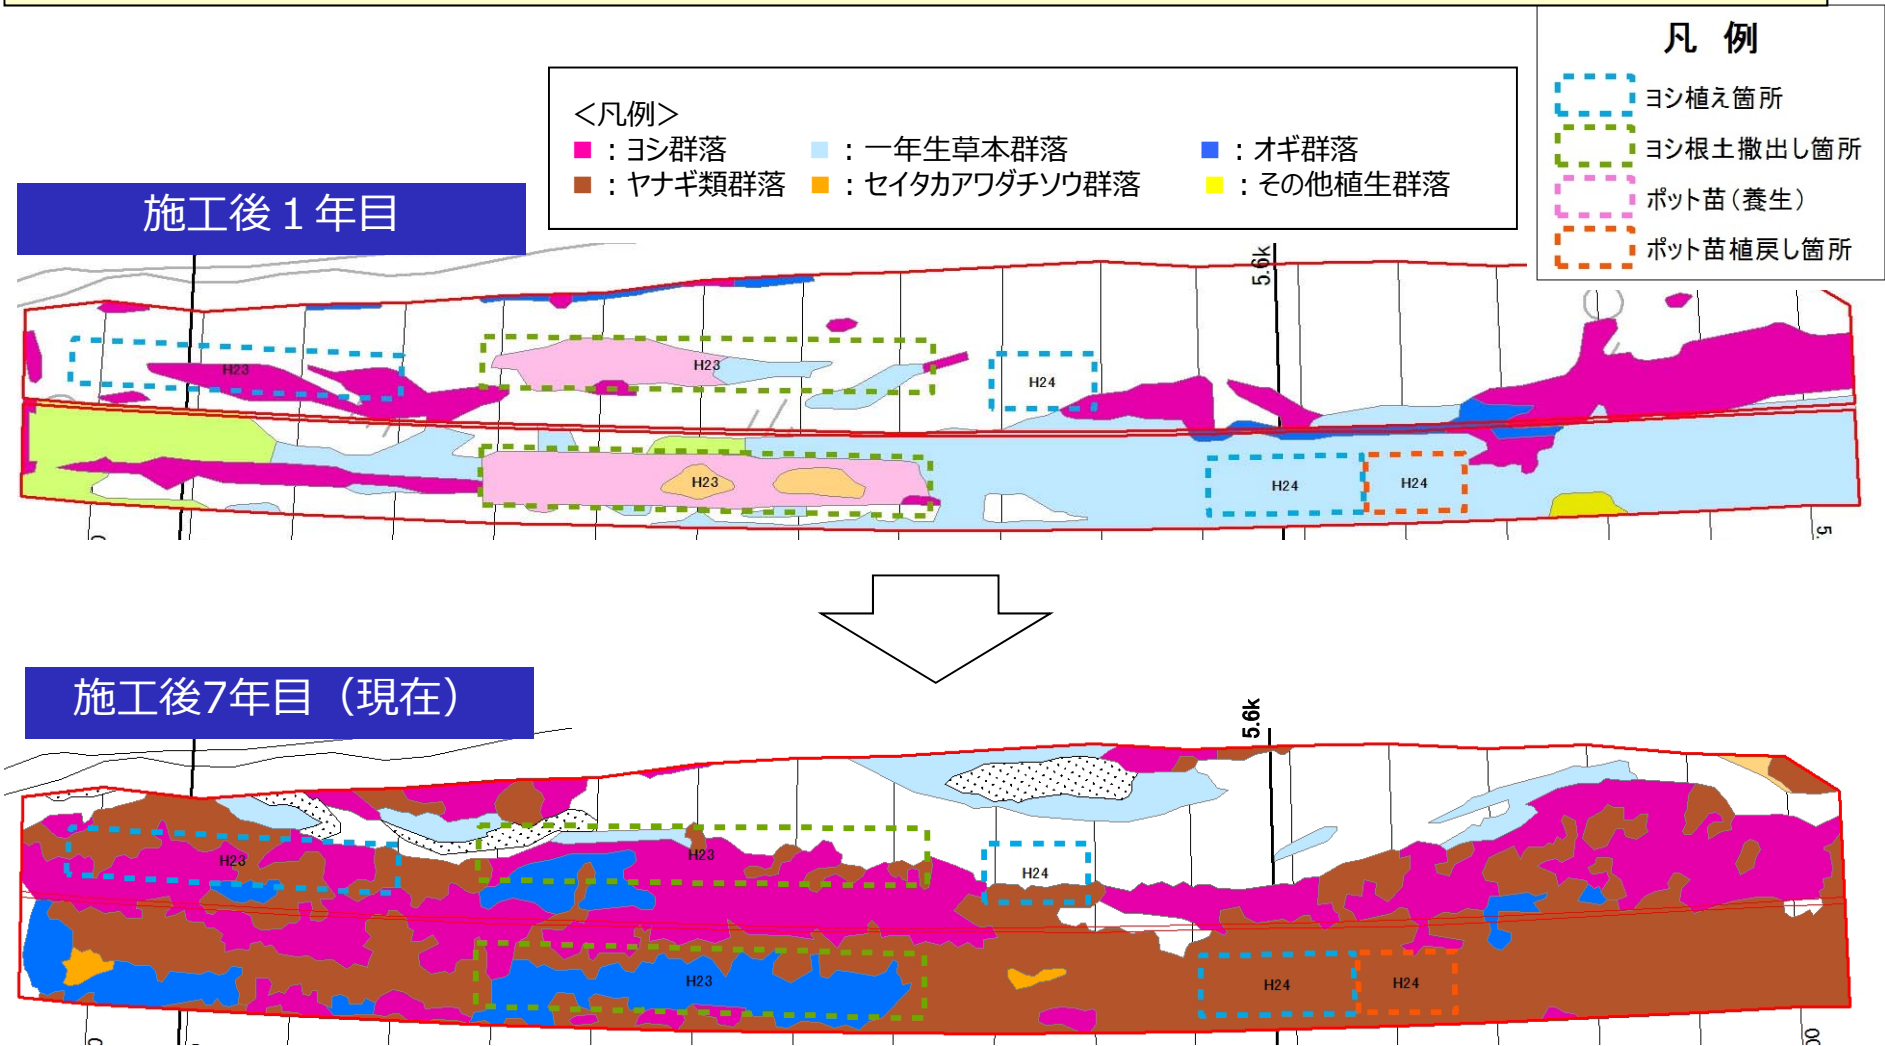 凡 例
ヨシ植え箇所
ヨシ根土撒出し箇所
ポット苗(養生)
ポット苗植戻し箇所
<凡例>
■：ヨシ群落 ■：一年生草本群落 ■：オギ群落
■：ヤナギ類群落 ■：セイタカアワダチソウ群落 ■：その他植生群落
施工後１年目
5.6k
H23
H23
H24
H23
H24
H24
5.
施工後7年目（現在）
5.6k
H23
H23
H24
H23
H24
H24